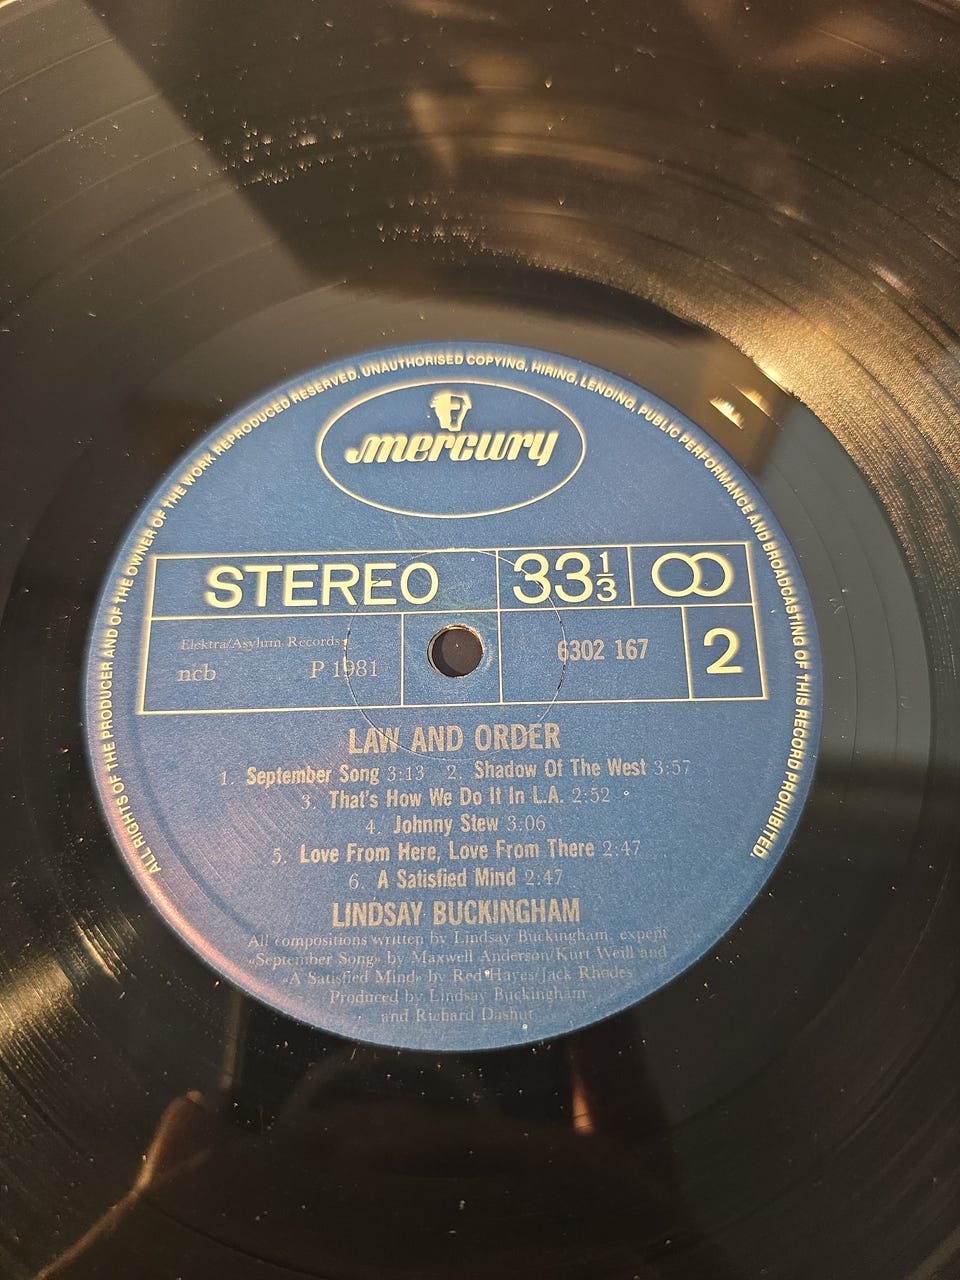 ALL RIGHTS OF THE PRODUCER AND OF THE OWNER OF THE WORK REPRODUCED RESERVED. UNAUTHORISED COPYING, HIRING, LENDING, PUBLIC PERFORMANCE AND BROADCASTING OF THIS RECORD PROHIBITED.
mercury
STEREO 33 1/3
Elektra/Asylum Records
ncb P 1981 6302 167 2
LAW AND ORDER
1. September Song 3:13 2. Shadow Of The West 3:57
3. That's How We Do It In L.A. 2:52
4. Johnny Stew 3:06
5. Love From Here, Love From There 2:47
6. A Satisfied Mind 2:47
LINDSAY BUCKINGHAM
All compositions written by Lindsay Buckingham, exepept
«September Song» by Maxwell Anderson/Kurt Weill and
«A Satisfied Mind» by Red Hayes/Jack Rhodes
Produced by Lindsay Buckingham
and Richard Dashut